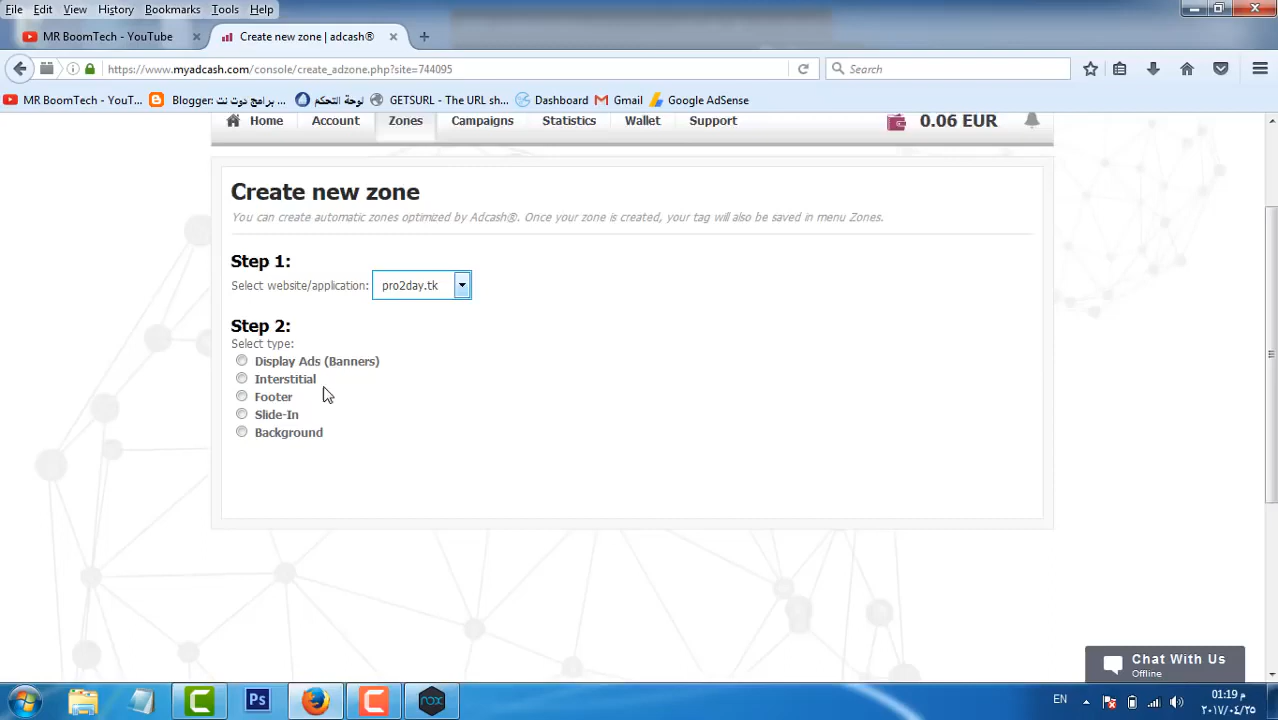 File Edit View History Bookmarks Tools Help
MR BoomTech - YouTube
Create new zone | adcash®
https://www.myadcash.com/console/create_adzone.php?site=744095
Search
MR BoomTech - YouT...
Blogger: برامج دوت نت ...
لوحة التحكم
GETSURL - The URL sh...
Dashboard
Gmail
Google AdSense
Home Account Zones Campaigns Statistics Wallet Support 0.06 EUR
Create new zone
You can create automatic zones optimized by Adcash®. Once your zone is created, your tag will also be saved in menu Zones.
Step 1:
Select website/application: pro2day.tk
Step 2:
Select type:
Display Ads (Banners)
Interstitial
Footer
Slide-In
Background
Chat With Us
Offline
Ps
nox
EN
01:19 م
٢٠١٧/٠٤/٢٥